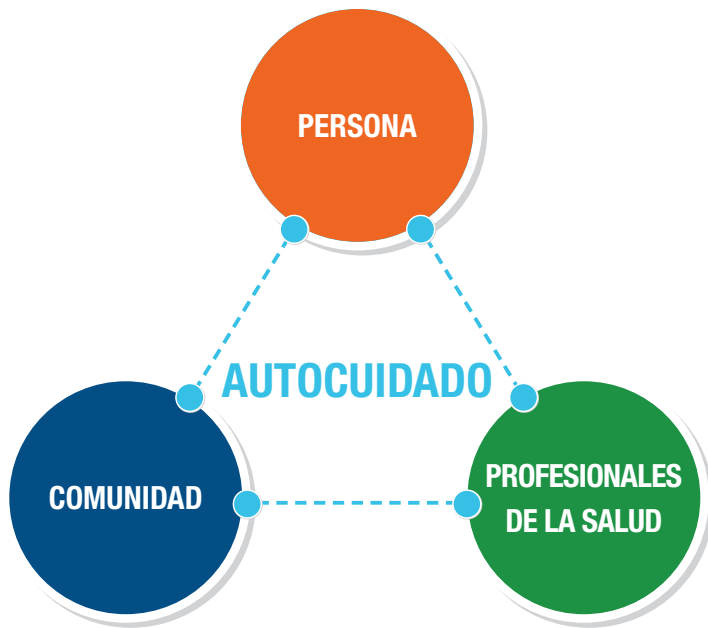 PERSONA
AUTOCUIDADO
COMUNIDAD
PROFESIONALES
DE LA SALUD